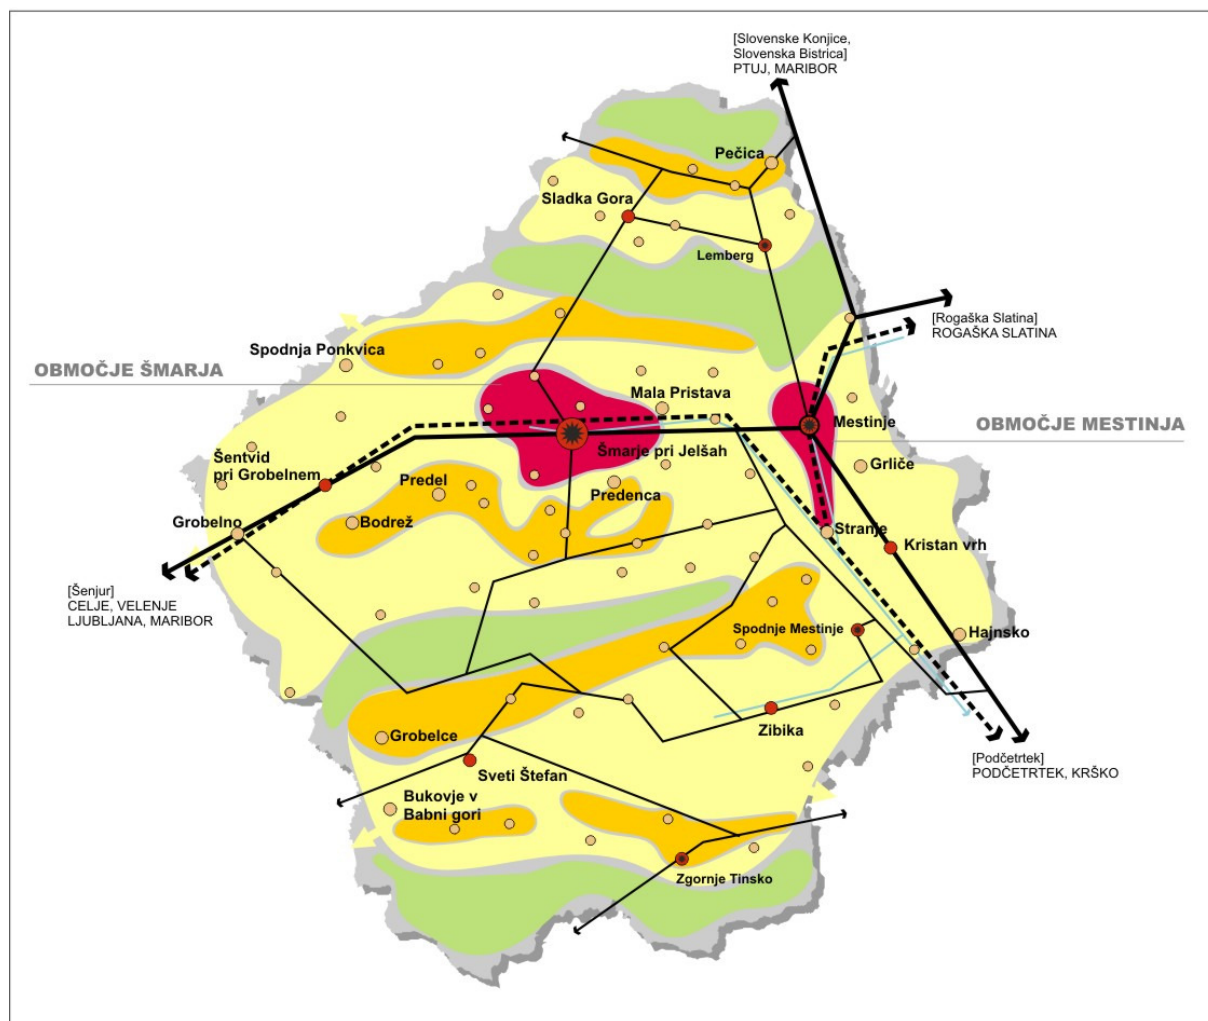 [Slovenske Konjice,
Slovenska Bistrica]
PTUJ, MARIBOR
Pečica
Sladka Gora
Lemberg
[Rogaška Slatina]
ROGAŠKA SLATINA
Spodnja Ponkvica
OBMOČJE ŠMARJA
Mala Pristava
Mestinje
OBMOČJE MESTINJA
Šmarje pri Jelšah
Šentvid
pri Grobelnem
Grliče
Predel
Predenca
Grobelno
Bodrež
Stranje
Kristan vrh
[Šenjur]
CELJE, VELENJE
LJUBLJANA, MARIBOR
Spodnje Mestinje
Hajnsko
Grobelce
Zibika
[Podčetrtek]
PODČETRTEK, KRŠKO
Sveti Štefan
Bukovje v
Babni gori
Zgornje Tinsko